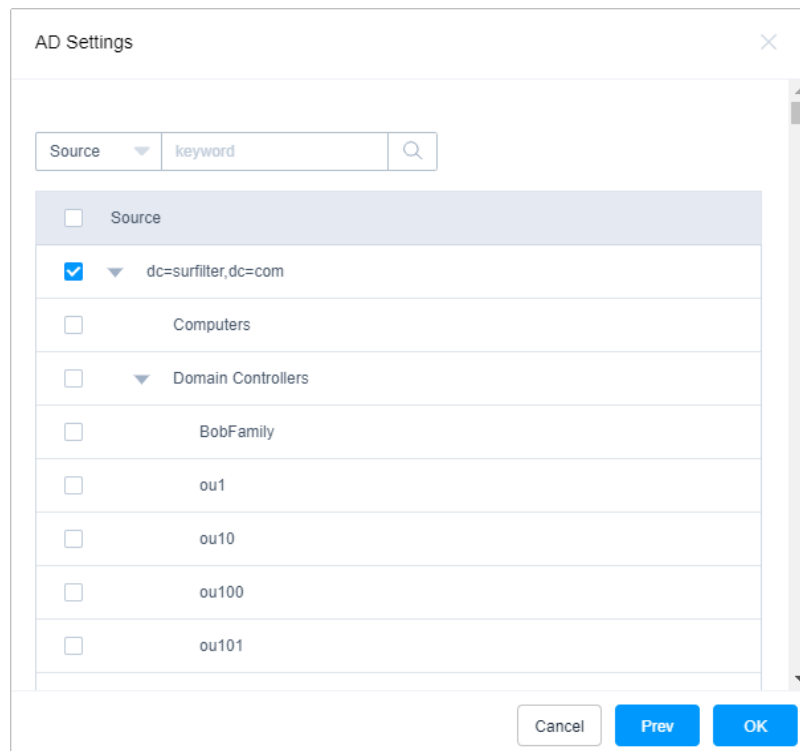 AD Settings
Source keyword
Source
dc=surfilter,dc=com
Computers
Domain Controllers
BobFamily
ou1
ou10
ou100
ou101
Cancel Prev OK